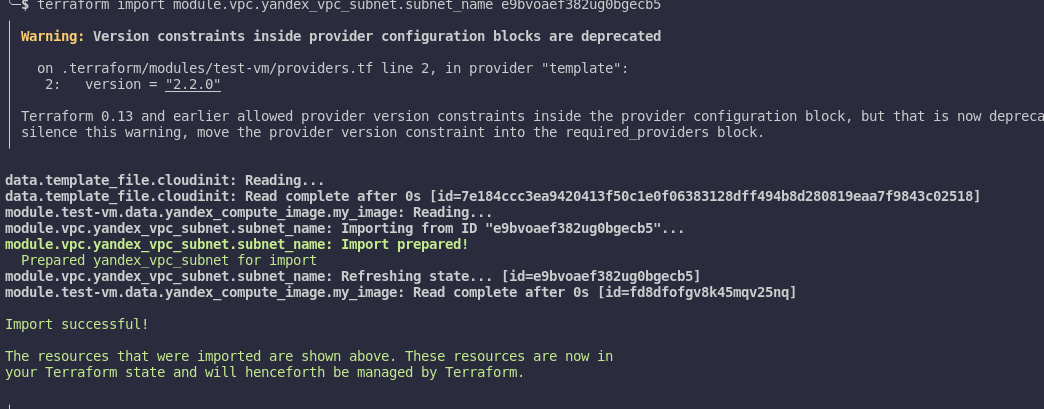 $ terraform import module.vpc.yandex_vpc_subnet.subnet_name e9bvoaef382ug0bgecb5
Warning: Version constraints inside provider configuration blocks are deprecated
on .terraform/modules/test-vm/providers.tf line 2, in provider "template":
2: version = "2.2.0"
Terraform 0.13 and earlier allowed provider version constraints inside the provider configuration block, but that is now depreca
silence this warning, move the provider version constraint into the required_providers block.
data.template_file.cloudinit: Reading...
data.template_file.cloudinit: Read complete after 0s [id=7e184ccc3ea9420413f50c1e0f06383128dff494b8d280819eaa7f9843c02518]
module.test-vm.data.yandex_compute_image.my_image: Reading...
module.vpc.yandex_vpc_subnet.subnet_name: Importing from ID "e9bvoaef382ug0bgecb5"...
module.vpc.yandex_vpc_subnet.subnet_name: Import prepared!
Prepared yandex_vpc_subnet for import
module.vpc.yandex_vpc_subnet.subnet_name: Refreshing state... [id=e9bvoaef382ug0bgecb5]
module.test-vm.data.yandex_compute_image.my_image: Read complete after 0s [id=fd8dfofgv8k45mqv25nq]
Import successful!
The resources that were imported are shown above. These resources are now in
your Terraform state and will henceforth be managed by Terraform.